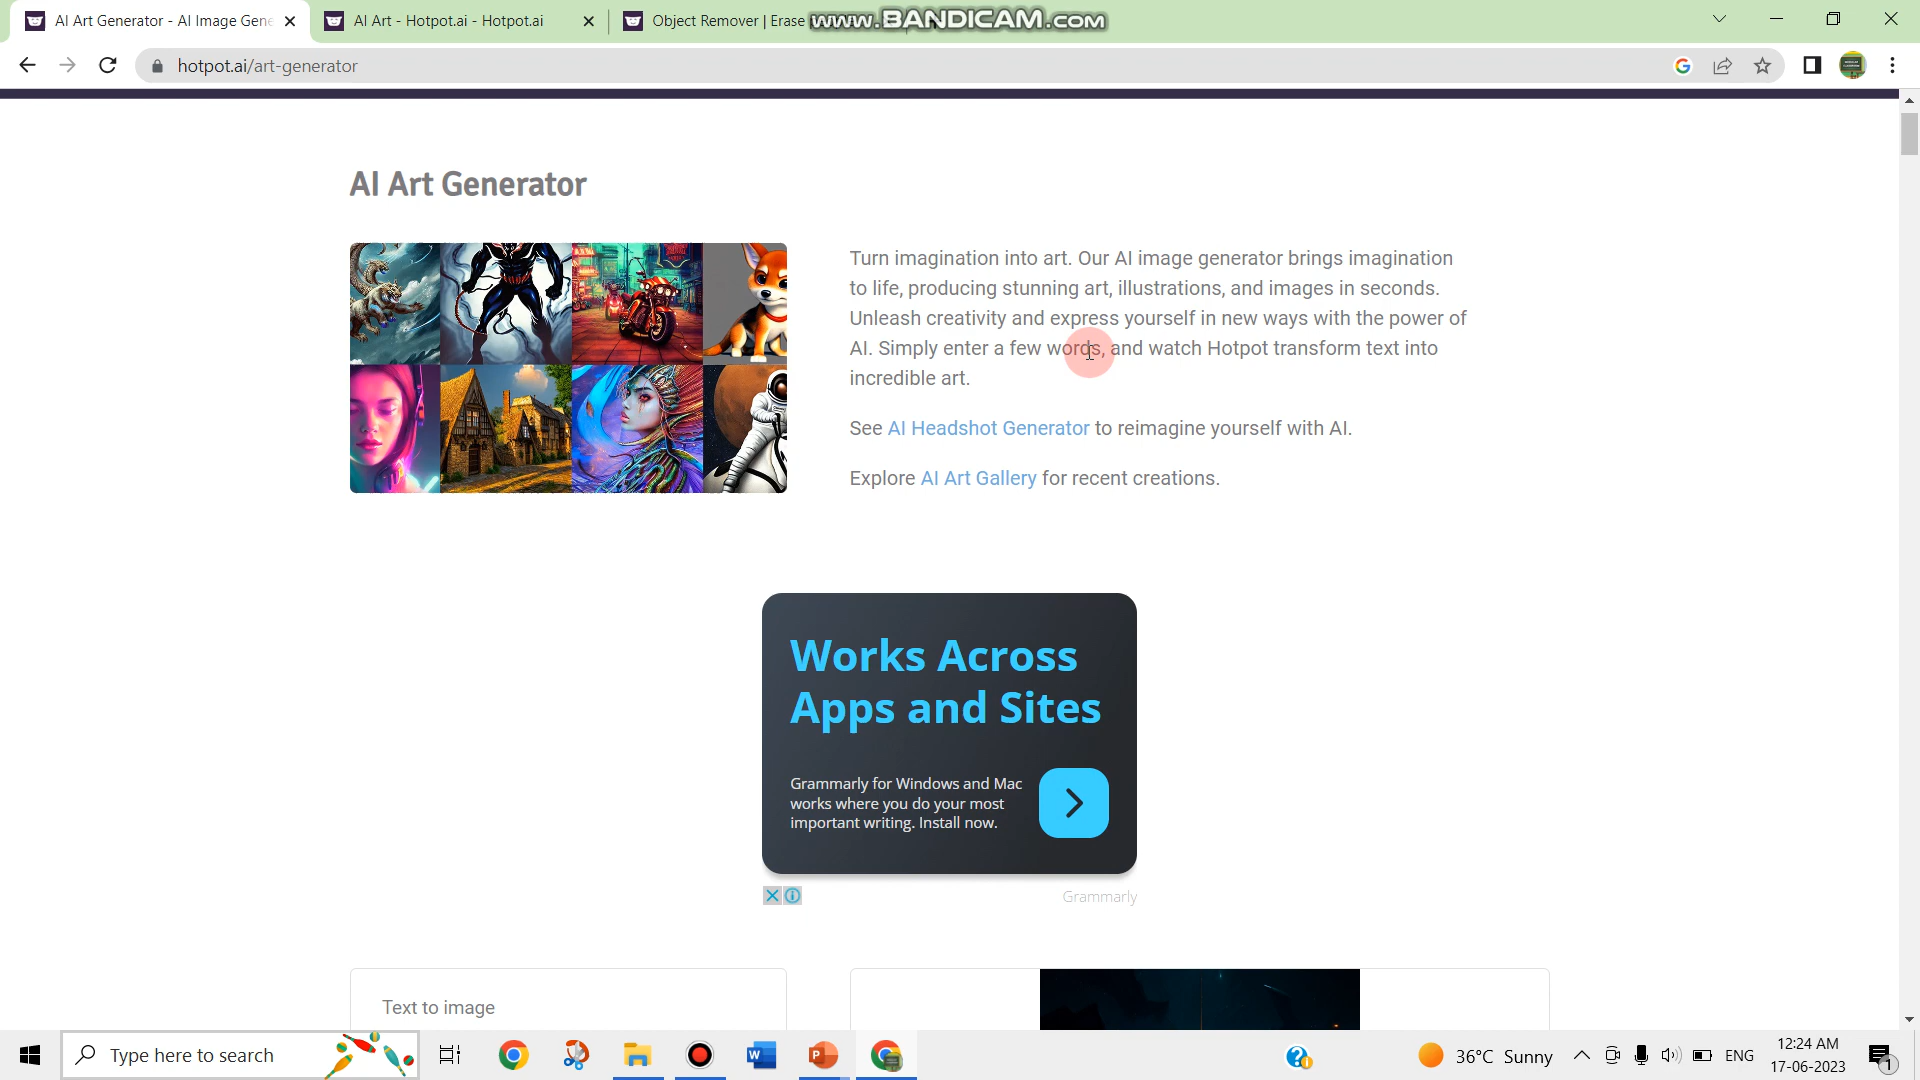 AI Art Generator - AI Image Gene
AI Art - Hotpot.ai - Hotpot.ai
Object Remover | Erase
www.BANDICAM.com
hotpot.ai/art-generator
AI Art Generator
Turn imagination into art. Our AI image generator brings imagination
to life, producing stunning art, illustrations, and images in seconds.
Unleash creativity and express yourself in new ways with the power of
AI. Simply enter a few words, and watch Hotpot transform text into
incredible art.
See AI Headshot Generator to reimagine yourself with AI.
Explore AI Art Gallery for recent creations.
Works Across
Apps and Sites
Grammarly for Windows and Mac
works where you do your most
important writing. Install now.
Grammarly
Text to image
Type here to search
36°C Sunny
ENG
12:24 AM
17-06-2023
1